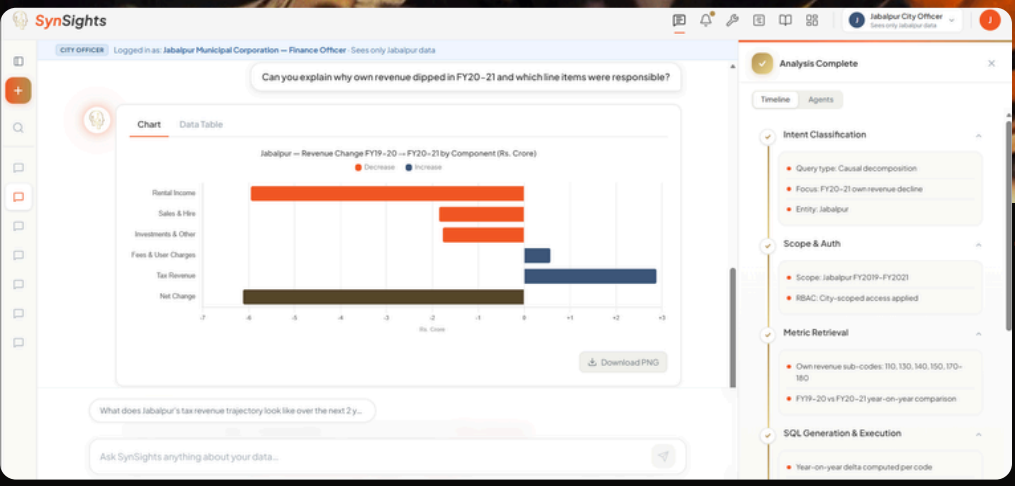 SynSights
J
Jabalpur City Officer
Sees only Jabalpur data
J
CITY OFFICER
Logged in as: Jabalpur Municipal Corporation — Finance Officer · Sees only Jabalpur data
Can you explain why own revenue dipped in FY20-21 and which line items were responsible?
Chart
Data Table
Jabalpur — Revenue Change FY19-20 → FY20-21 by Component (Rs. Crore)
Decrease
Increase
Rental Income
Sales & Hire
Investments & Other
Fees & User Charges
Tax Revenue
Net Change
-7
-6
-5
-4
-3
-2
-1
0
+1
+2
+3
Rs. Crore
Download PNG
What does Jabalpur's tax revenue trajectory look like over the next 2 y...
Ask SynSights anything about your data...
Analysis Complete
Timeline
Agents
Intent Classification
Query type: Causal decomposition
Focus: FY20-21 own revenue decline
Entity: Jabalpur
Scope & Auth
Scope: Jabalpur FY2019-FY2021
RBAC: City-scoped access applied
Metric Retrieval
Own revenue sub-codes: 110, 130, 140, 150, 170-
180
FY19-20 vs FY20-21 year-on-year comparison
SQL Generation & Execution
Year-on-year delta computed per code